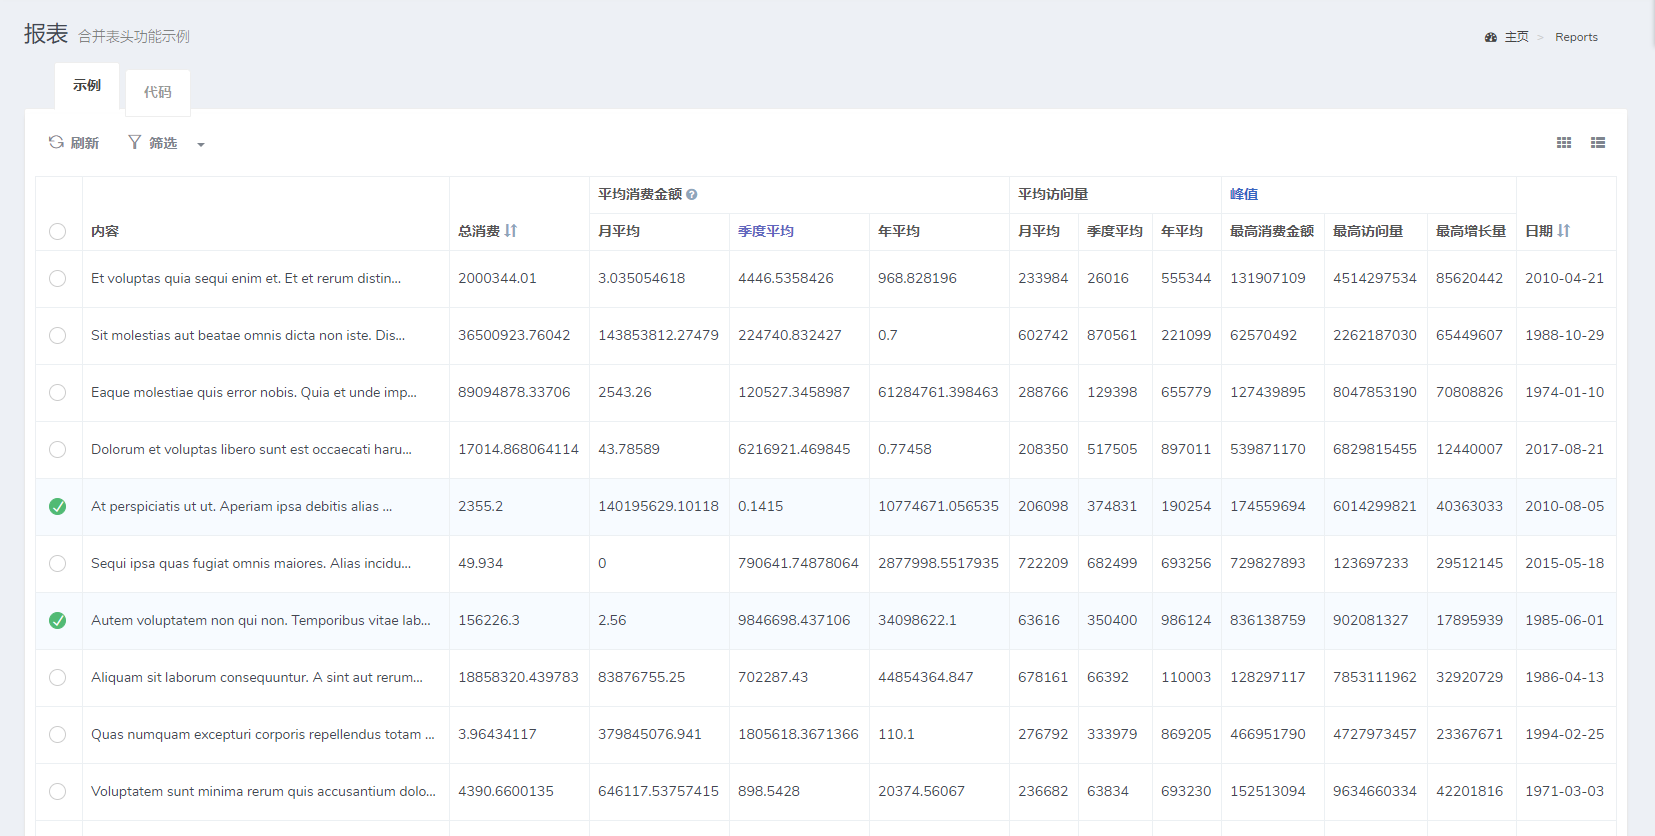 报表 合并表头功能示例
主页 > Reports
示例 代码
刷新 筛选
平均消费金额 平均访问量 峰值
内容 总消费 月平均 季度平均 年平均 月平均 季度平均 年平均 最高消费金额 最高访问量 最高增长量 日期
Et voluptas quia sequi enim et. Et et rerum distin... 2000344.01 3.035054618 4446.5358426 968.828196 233984 26016 555344 131907109 4514297534 85620442 2010-04-21
Sit molestias aut beatae omnis dicta non iste. Dis... 36500923.76042 143853812.27479 224740.832427 0.7 602742 870561 221099 62570492 2262187030 65449607 1988-10-29
Eaque molestiae quis error nobis. Quia et unde imp... 89094878.33706 2543.26 120527.3458987 61284761.398463 288766 129398 655779 127439895 8047853190 70808826 1974-01-10
Dolorum et voluptas libero sunt est occaecati haru... 17014.868064114 43.78589 6216921.469845 0.77458 208350 517505 897011 539871170 6829815455 12440007 2017-08-21
At perspiciatis ut ut. Aperiam ipsa debitis alias ... 2355.2 140195629.10118 0.1415 10774671.056535 206098 374831 190254 174559694 6014299821 40363033 2010-08-05
Sequi ipsa quas fugiat omnis maiores. Alias incidu... 49.934 0 790641.74878064 2877998.5517935 722209 682499 693256 729827893 123697233 29512145 2015-05-18
Autem voluptatem non qui non. Temporibus vitae lab... 156226.3 2.56 9846698.437106 34098622.1 63616 350400 986124 836138759 902081327 17895939 1985-06-01
Aliquam sit laborum consequuntur. A sint aut rerum... 18858320.439783 83876755.25 702287.43 44854364.847 678161 66392 110003 128297117 7853111962 32920729 1986-04-13
Quas numquam excepturi corporis repellendus totam ... 3.96434117 379845076.941 1805618.3671366 110.1 276792 333979 869205 466951790 4727973457 23367671 1994-02-25
Voluptatem sunt minima rerum quis accusantium dolo... 4390.6600135 646117.53757415 898.5428 20374.56067 236682 63834 693230 152513094 9634660334 42201816 1971-03-03